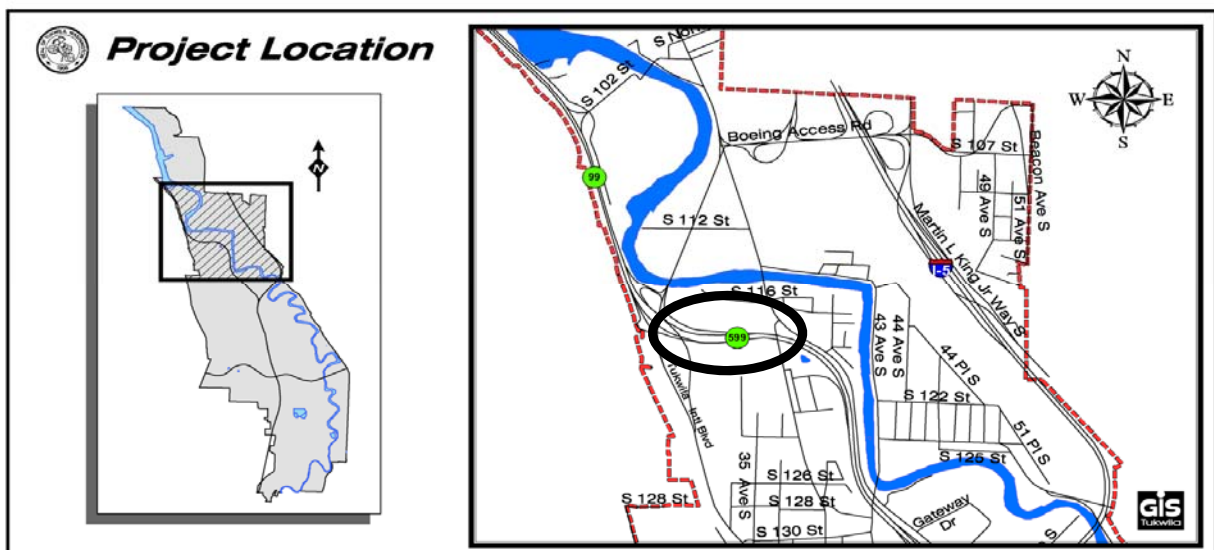 Project Location
N
S 102 St
S Nor
Boeing Access Rd
S 107 St
Beacon Ave S
49 Ave S
51 Ave S
99
S 112 St
Martin L King Jr Way S
I-5
S 116 St
599
43 Ave S
44 Ave S
44 Pl S
Tukwila Intl Blvd
S 122 St
51 Pl S
35 Ave S
S 126 St
S 126 St
S 128 St
S 128 St
S 130 St
Gateway
Dr
S
N
W
E
S
GIS
Tukwila